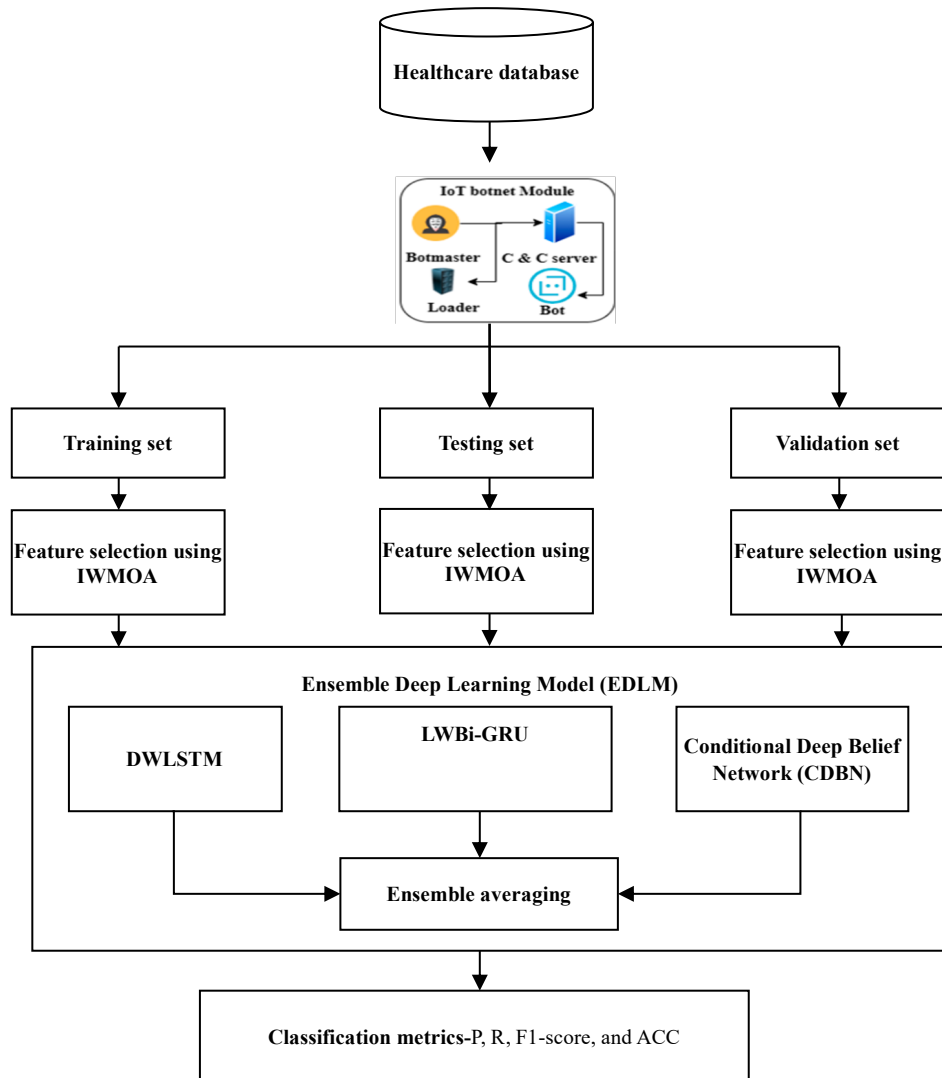 Healthcare database
IoT botnet Module
Botmaster
C & C server
Loader
Bot
Training set
Testing set
Validation set
Feature selection using
IWMOA
Feature selection using
IWMOA
Feature selection using
IWMOA
Ensemble Deep Learning Model (EDLM)
DWLSTM
LWBi-GRU
Conditional Deep Belief
Network (CDBN)
Ensemble averaging
Classification metrics-P, R, F1-score, and ACC